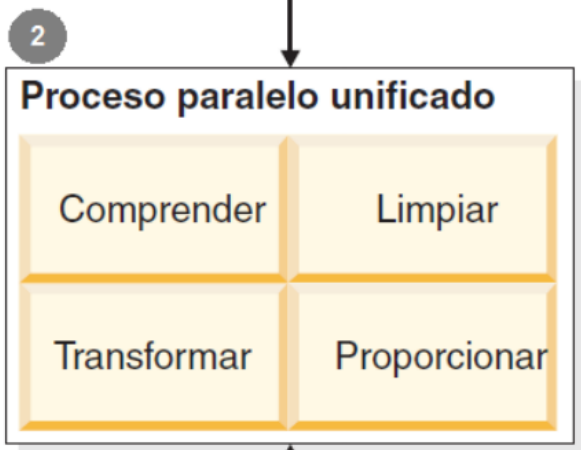 2
Proceso paralelo unificado
Comprender
Limpiar
Transformar
Proporcionar